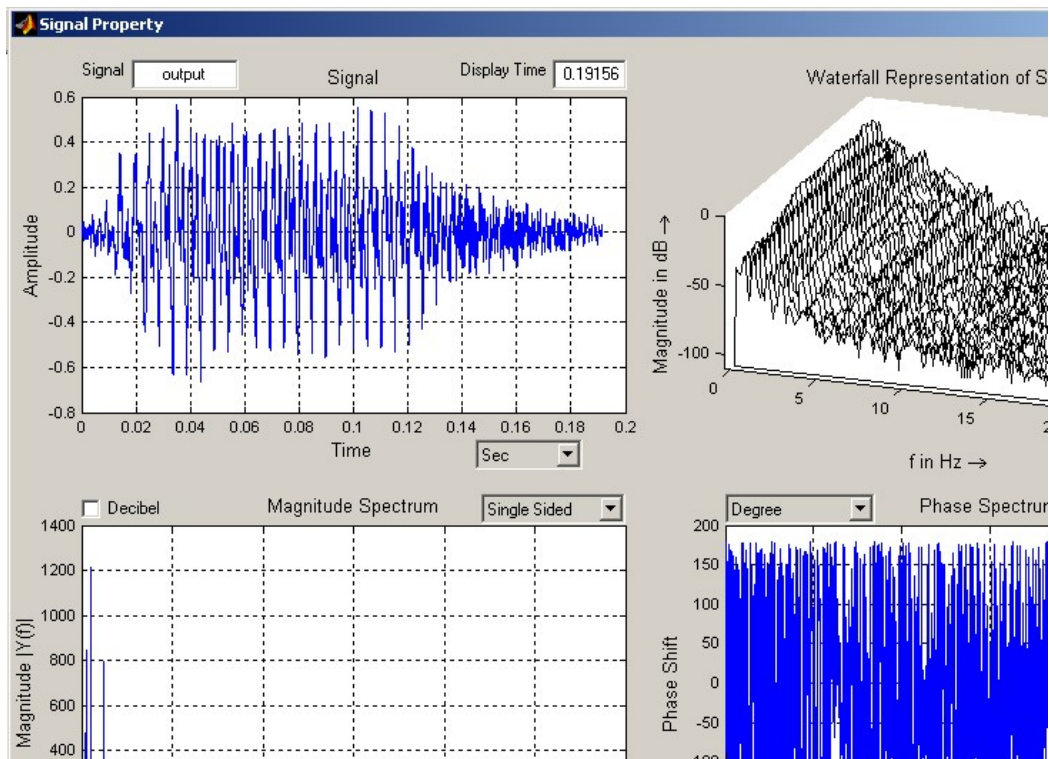 Signal Property
Signal output Signal Display Time 0.19156
0.6
0.4
0.2
0
-0.2
-0.4
-0.6
-0.8
Amplitude
0 0.02 0.04 0.06 0.08 0.1 0.12 0.14 0.16 0.18 0.2
Time
Sec
Waterfall Representation of S
0
-50
-100
Magnitude in dB →
0
5
10
15
2
f in Hz →
Decibel Magnitude Spectrum Single Sided
1400
1200
1000
800
600
400
Magnitude |Y(f)|
Degree Phase Spectrum
200
150
100
50
0
-50
-100
Phase Shift